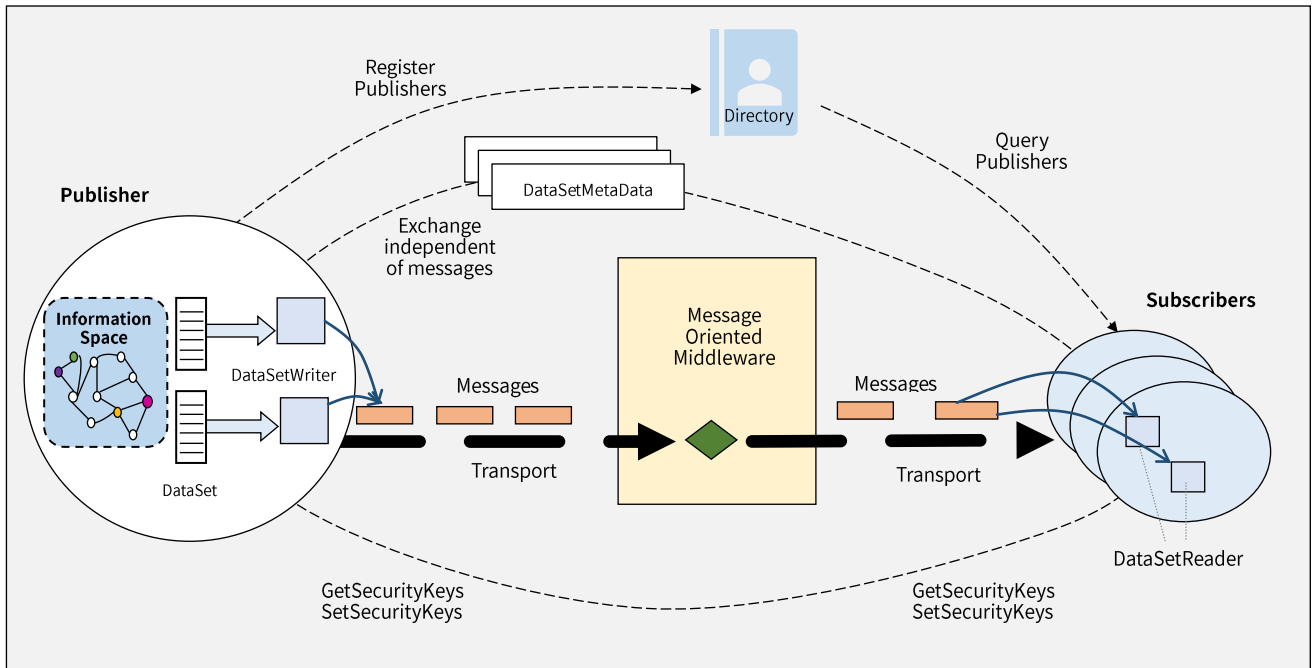 Register
Publishers
Directory
Query
Publishers
DataSetMetaData
Publisher
Exchange
independent
of messages
Subscribers
Information
Space
Message
Oriented
Middleware
DataSetWriter
Messages
Messages
Transport
Transport
DataSet
DataSetReader
GetSecurityKeys
SetSecurityKeys
GetSecurityKeys
SetSecurityKeys